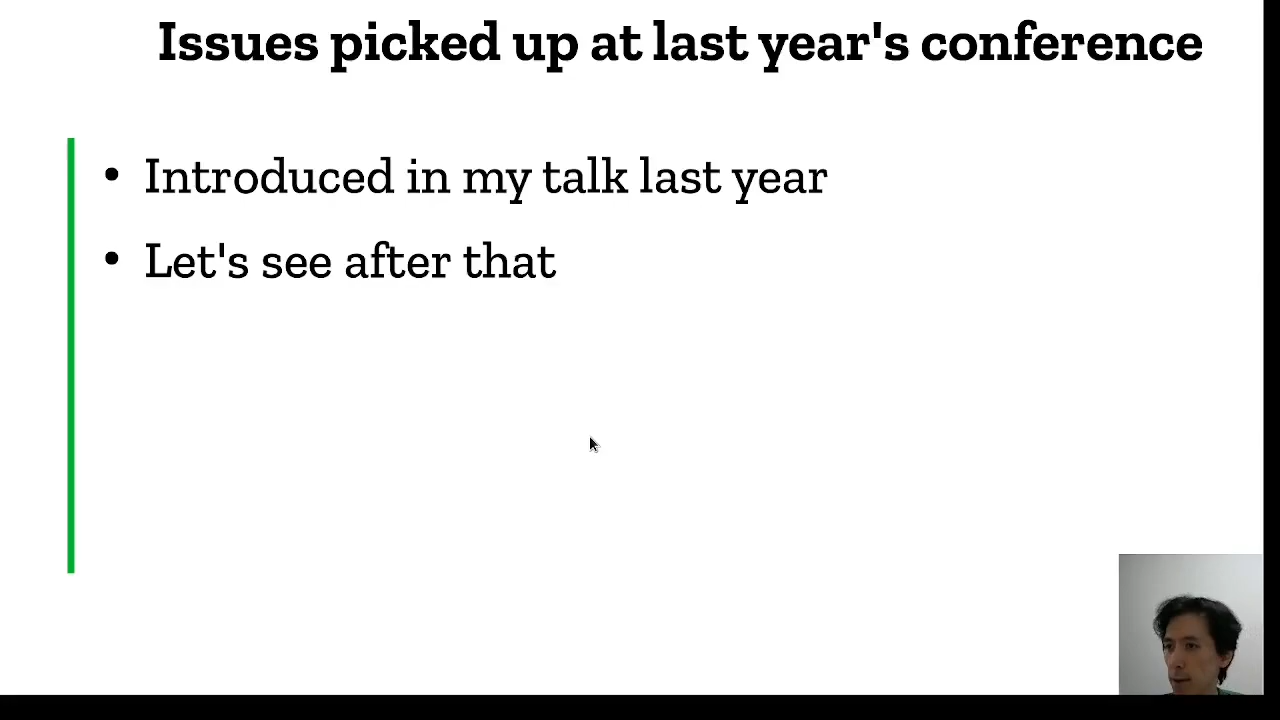 Issues picked up at last year's conference
• Introduced in my talk last year
• Let's see after that